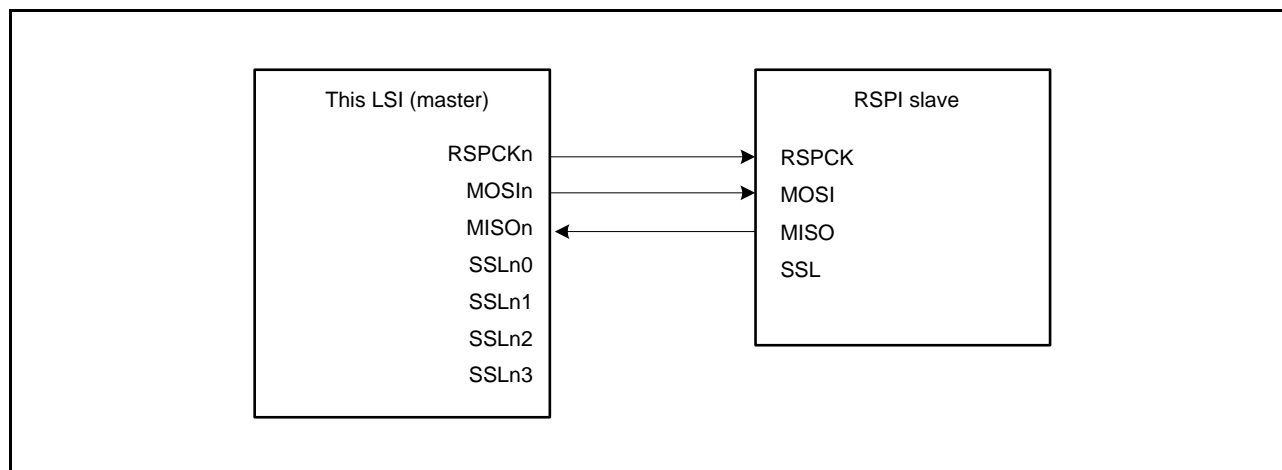 This LSI (master)
RSPCKn
MOSIn
MISOn
SSLn0
SSLn1
SSLn2
SSLn3
RSPI slave
RSPCK
MOSI
MISO
SSL